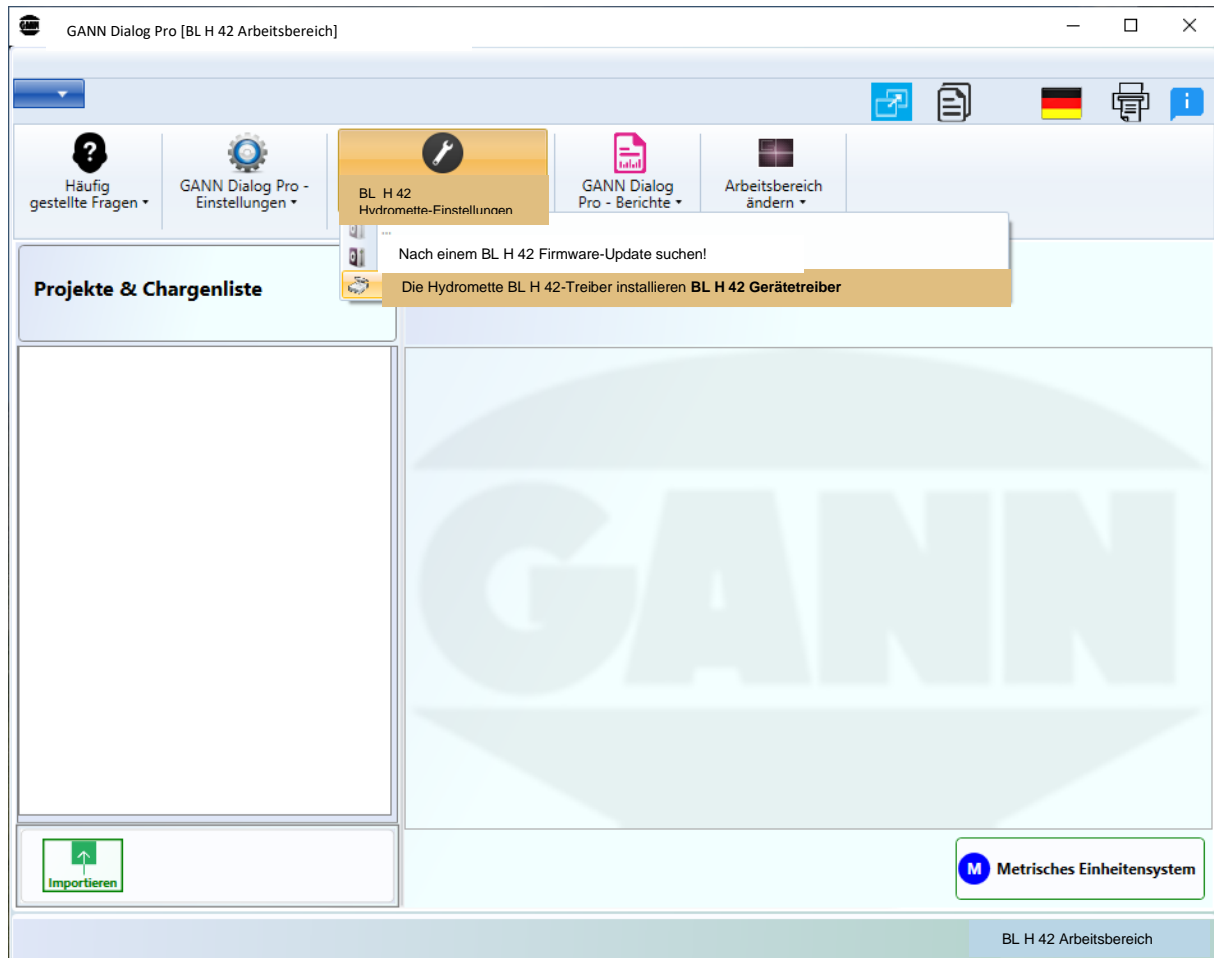 GANN Dialog Pro [BL H 42 Arbeitsbereich]
Häufig
gestellte Fragen
GANN Dialog Pro -
Einstellungen
BL H 42
Hydromette-Einstellungen
GANN Dialog
Pro - Berichte
Arbeitsbereich
ändern
...
Nach einem BL H 42 Firmware-Update suchen!
Die Hydromette BL H 42-Treiber installieren BL H 42 Gerätetreiber
Projekte & Chargenliste
GANN
Importieren
M Metrisches Einheitensystem
BL H 42 Arbeitsbereich